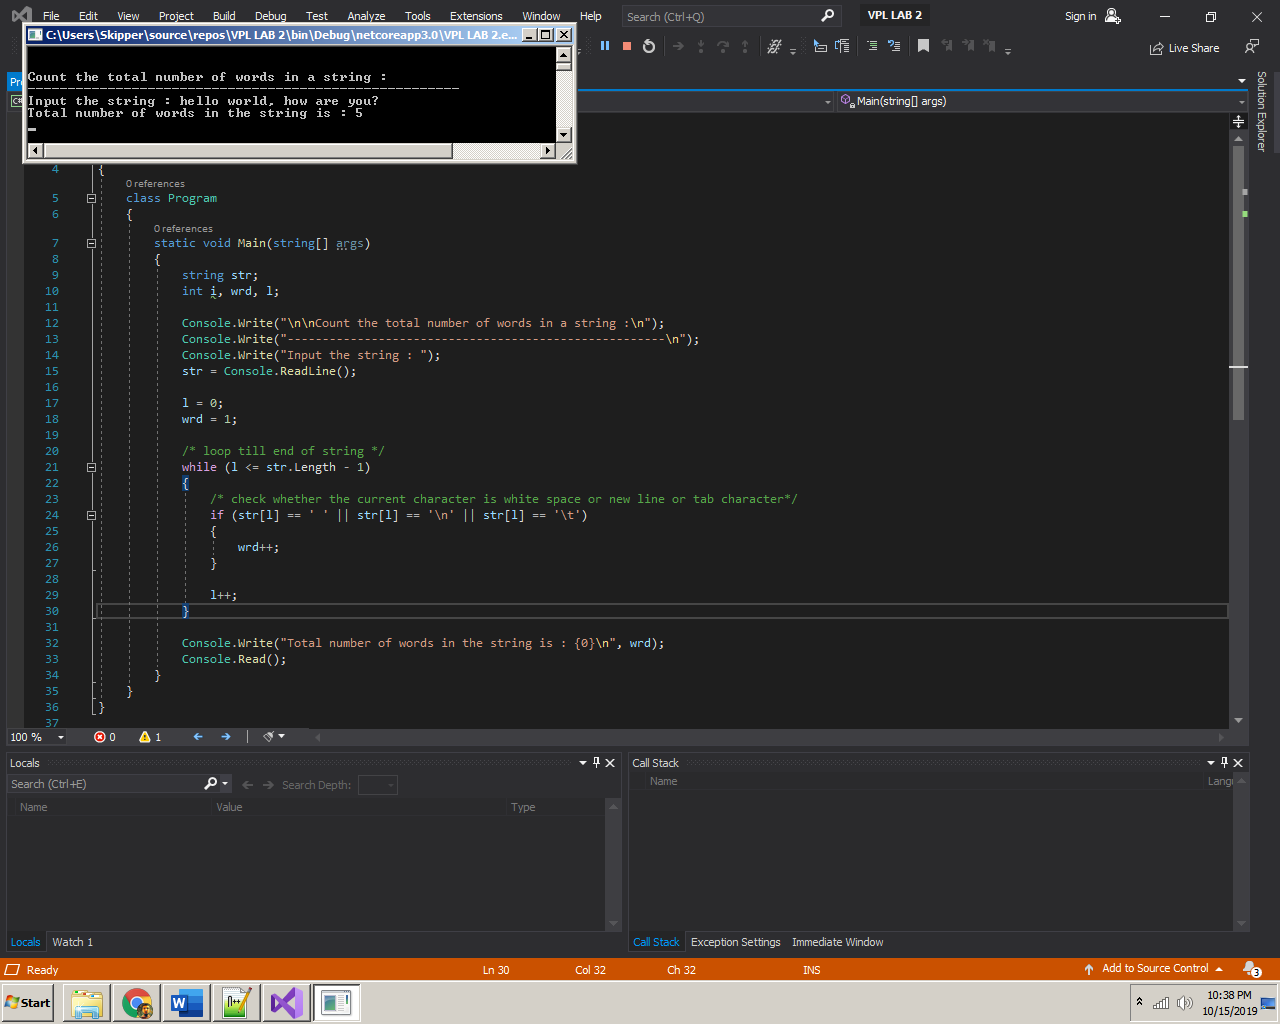 File Edit View Project Build Debug Test Analyze Tools Extensions Window Help Search (Ctrl+Q) VPL LAB 2 Sign in
C:\Users\Skipper\source\repos\VPL LAB 2\bin\Debug\netcoreapp3.0\VPL LAB 2.e...
Live Share
Count the total number of words in a string :
------------------------------------------------------
Input the string : hello world, how are you?
Total number of words in the string is : 5
Main(string[] args)
Solution Explorer
4 {
0 references
5 class Program
6 {
0 references
7 static void Main(string[] args)
8 {
9 string str;
10 int i, wrd, l;
11
12 Console.Write("\n\nCount the total number of words in a string :\n");
13 Console.Write("------------------------------------------------------\n");
14 Console.Write("Input the string : ");
15 str = Console.ReadLine();
16
17 l = 0;
18 wrd = 1;
19
20 /* loop till end of string */
21 while (l <= str.Length - 1)
22 {
23 /* check whether the current character is white space or new line or tab character*/
24 if (str[l] == ' ' || str[l] == '\n' || str[l] == '\t')
25 {
26 wrd++;
27 }
28
29 l++;
30 }
31
32 Console.Write("Total number of words in the string is : {0}\n", wrd);
33 Console.Read();
34 }
35 }
36 }
37
100 % 0 1
Locals
Search (Ctrl+E) Search Depth:
Name Value Type
Call Stack
Name Lang
Locals Watch 1
Call Stack Exception Settings Immediate Window
Ready Ln 30 Col 32 Ch 32 INS Add to Source Control 3
Start
10:38 PM
10/15/2019